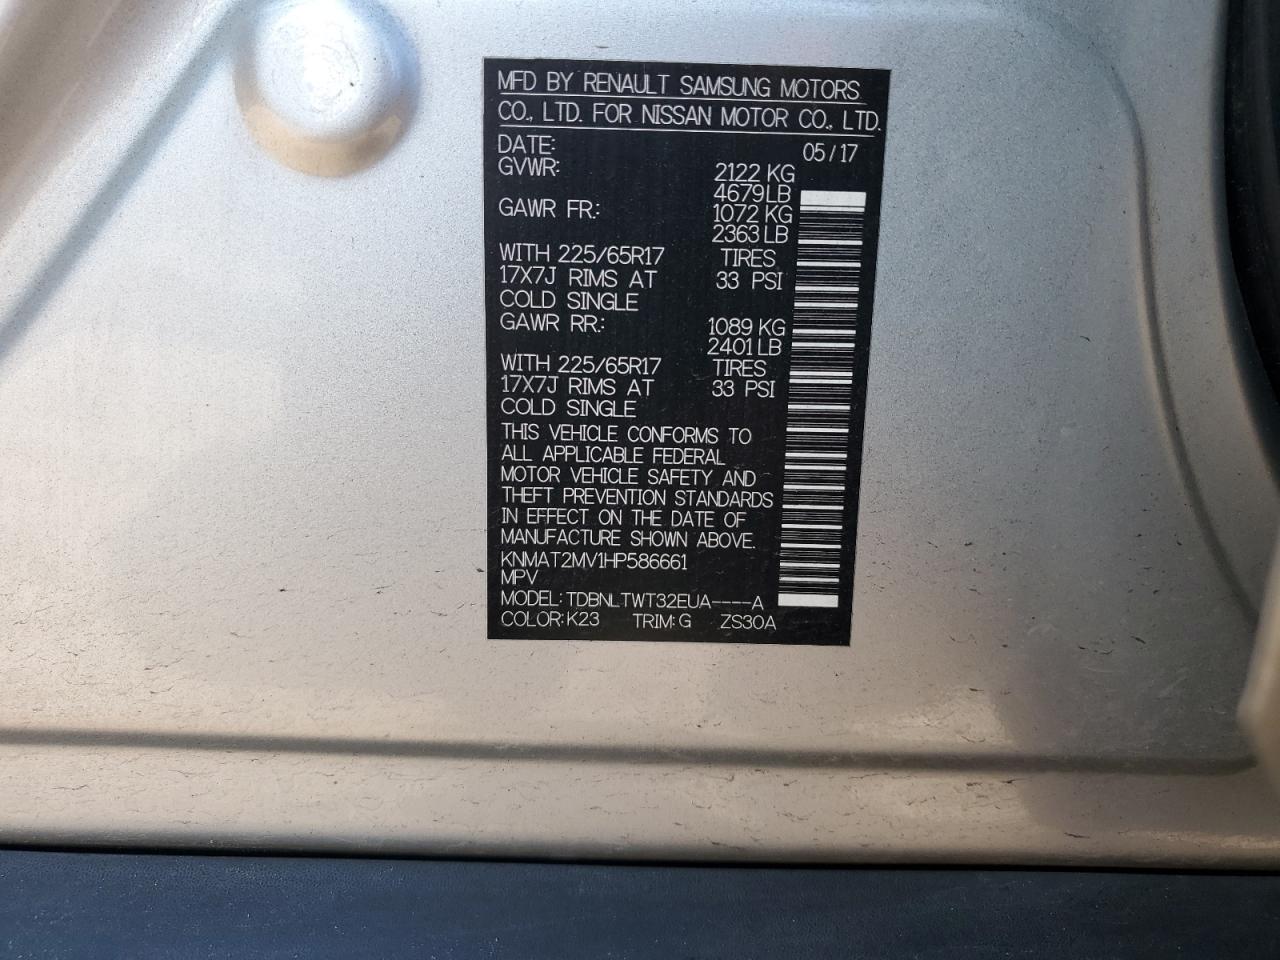 MFD BY RENAULT SAMSUNG MOTORS
CO., LTD. FOR NISSAN MOTOR CO., LTD.
DATE: 05/17
GVWR: 2122 KG
4679LB
GAWR FR.: 1072 KG
2363LB
WITH 225/65R17 TIRES
17X7J RIMS AT 33 PSI
COLD SINGLE
GAWR RR.: 1089 KG
2401LB
WITH 225/65R17 TIRES
17X7J RIMS AT 33 PSI
COLD SINGLE
THIS VEHICLE CONFORMS TO
ALL APPLICABLE FEDERAL
MOTOR VEHICLE SAFETY AND
THEFT PREVENTION STANDARDS
IN EFFECT ON THE DATE OF
MANUFACTURE SHOWN ABOVE.
KNMAT2MV1HP586661
MPV
MODEL: TDBNLTWT32EUA----A
COLOR: K23 TRIM: G ZS30A